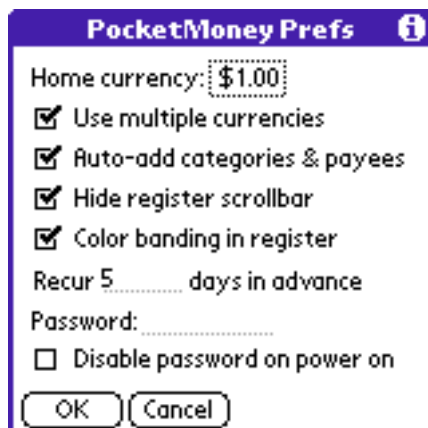 PocketMoney Prefs
Home currency: $1.00
Use multiple currencies
Auto-add categories & payees
Hide register scrollbar
Color banding in register
Recur 5 days in advance
Password:
Disable password on power on
OK Cancel